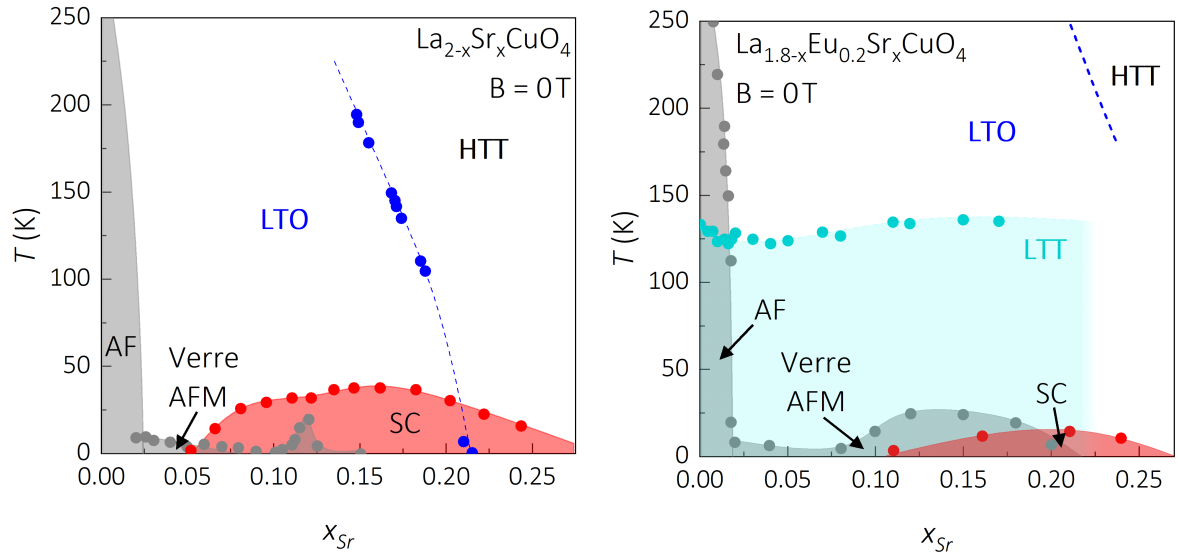 La2-xSrxCuO4
B = 0T
HTT
LTO
AF
Verre
AFM
SC
T (K)
250
200
150
100
50
0
0.00 0.05 0.10 0.15 0.20 0.25
xSr
La1.8-xEu0.2SrxCuO4
B = 0T
HTT
LTO
LTT
AF
Verre
AFM
SC
T (K)
250
200
150
100
50
0
0.00 0.05 0.10 0.15 0.20 0.25
xSr